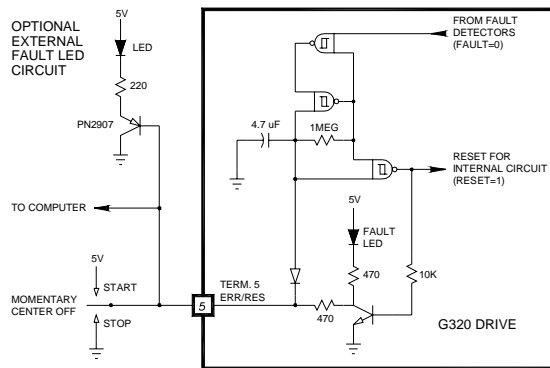 OPTIONAL
EXTERNAL
FAULT LED
CIRCUIT
5V
LED
220
PN2907
TO COMPUTER
5V
START
MOMENTARY
CENTER OFF
STOP
5
TERM. 5
ERR/RES
FROM FAULT
DETECTORS
(FAULT=0)
4.7 uF
1MEG
RESET FOR
INTERNAL CIRCUIT
(RESET=1)
5V
FAULT
LED
470
10K
470
G320 DRIVE